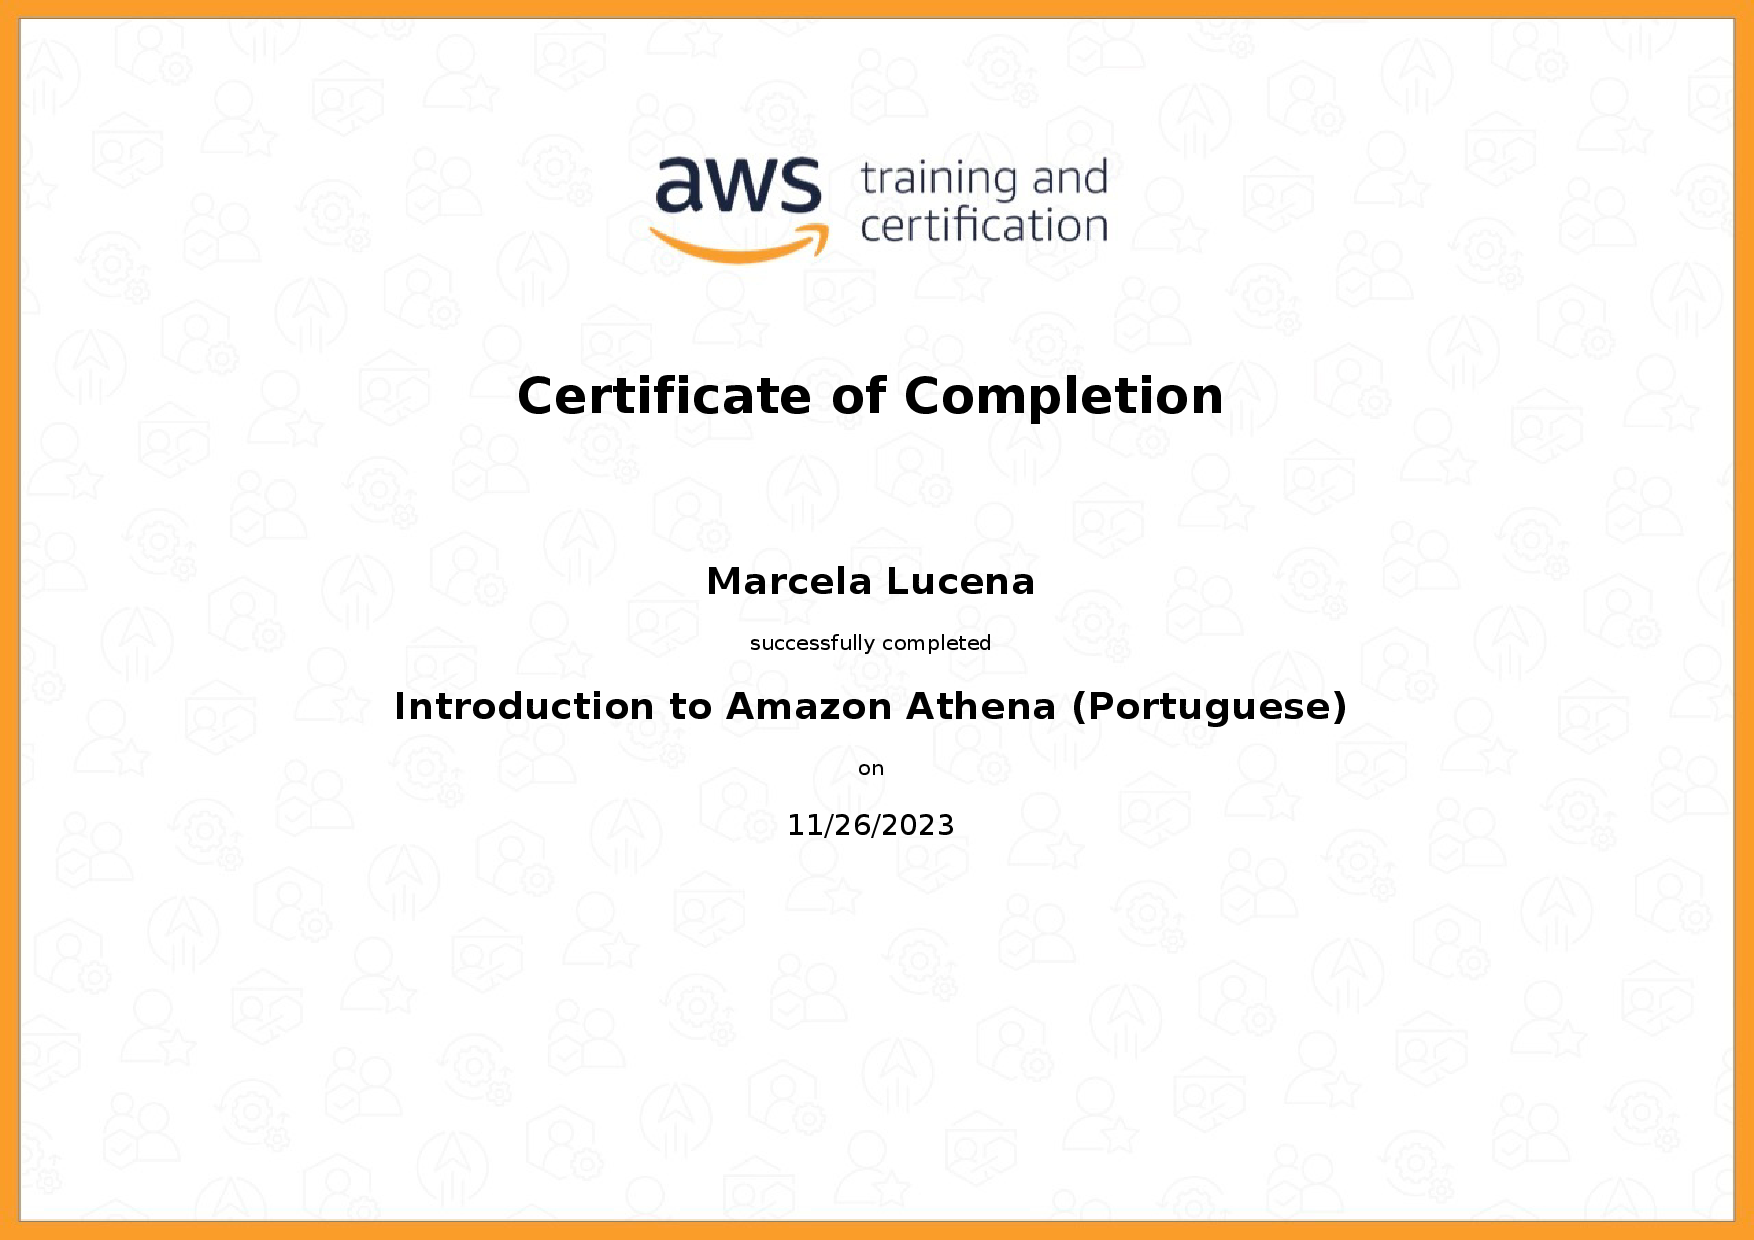 aws training and
certification
Certificate of Completion
Marcela Lucena
successfully completed
Introduction to Amazon Athena (Portuguese)
on
11/26/2023